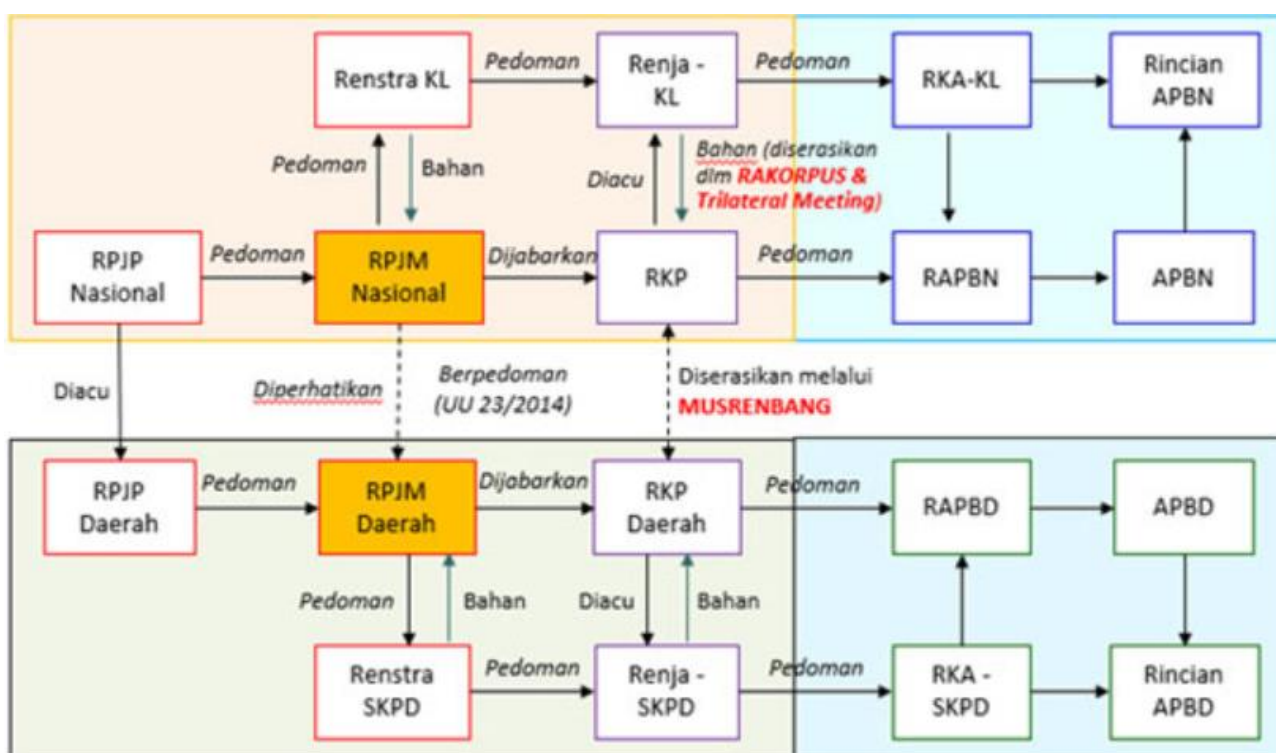 Renstra KL
Pedoman
Renja -
KL
Pedoman
RKA-KL
Rincian
APBN
Pedoman
Bahan
Diacu
Bahan (diserasikan
dlm RAKORPUS &
Trilateral Meeting)
RPJP
Nasional
Pedoman
RPJM
Nasional
Dijabarkan
RKP
Pedoman
RAPBN
APBN
Diacu
Diperhatikan
Berpedoman
(UU 23/2014)
Diserasikan melalui
MUSRENBANG
RPJP
Daerah
Pedoman
RPJM
Daerah
Dijabarkan
RKP
Daerah
Pedoman
RAPBD
APBD
Pedoman
Bahan
Diacu
Bahan
Renstra
SKPD
Pedoman
Renja -
SKPD
Pedoman
RKA -
SKPD
Rincian
APBD